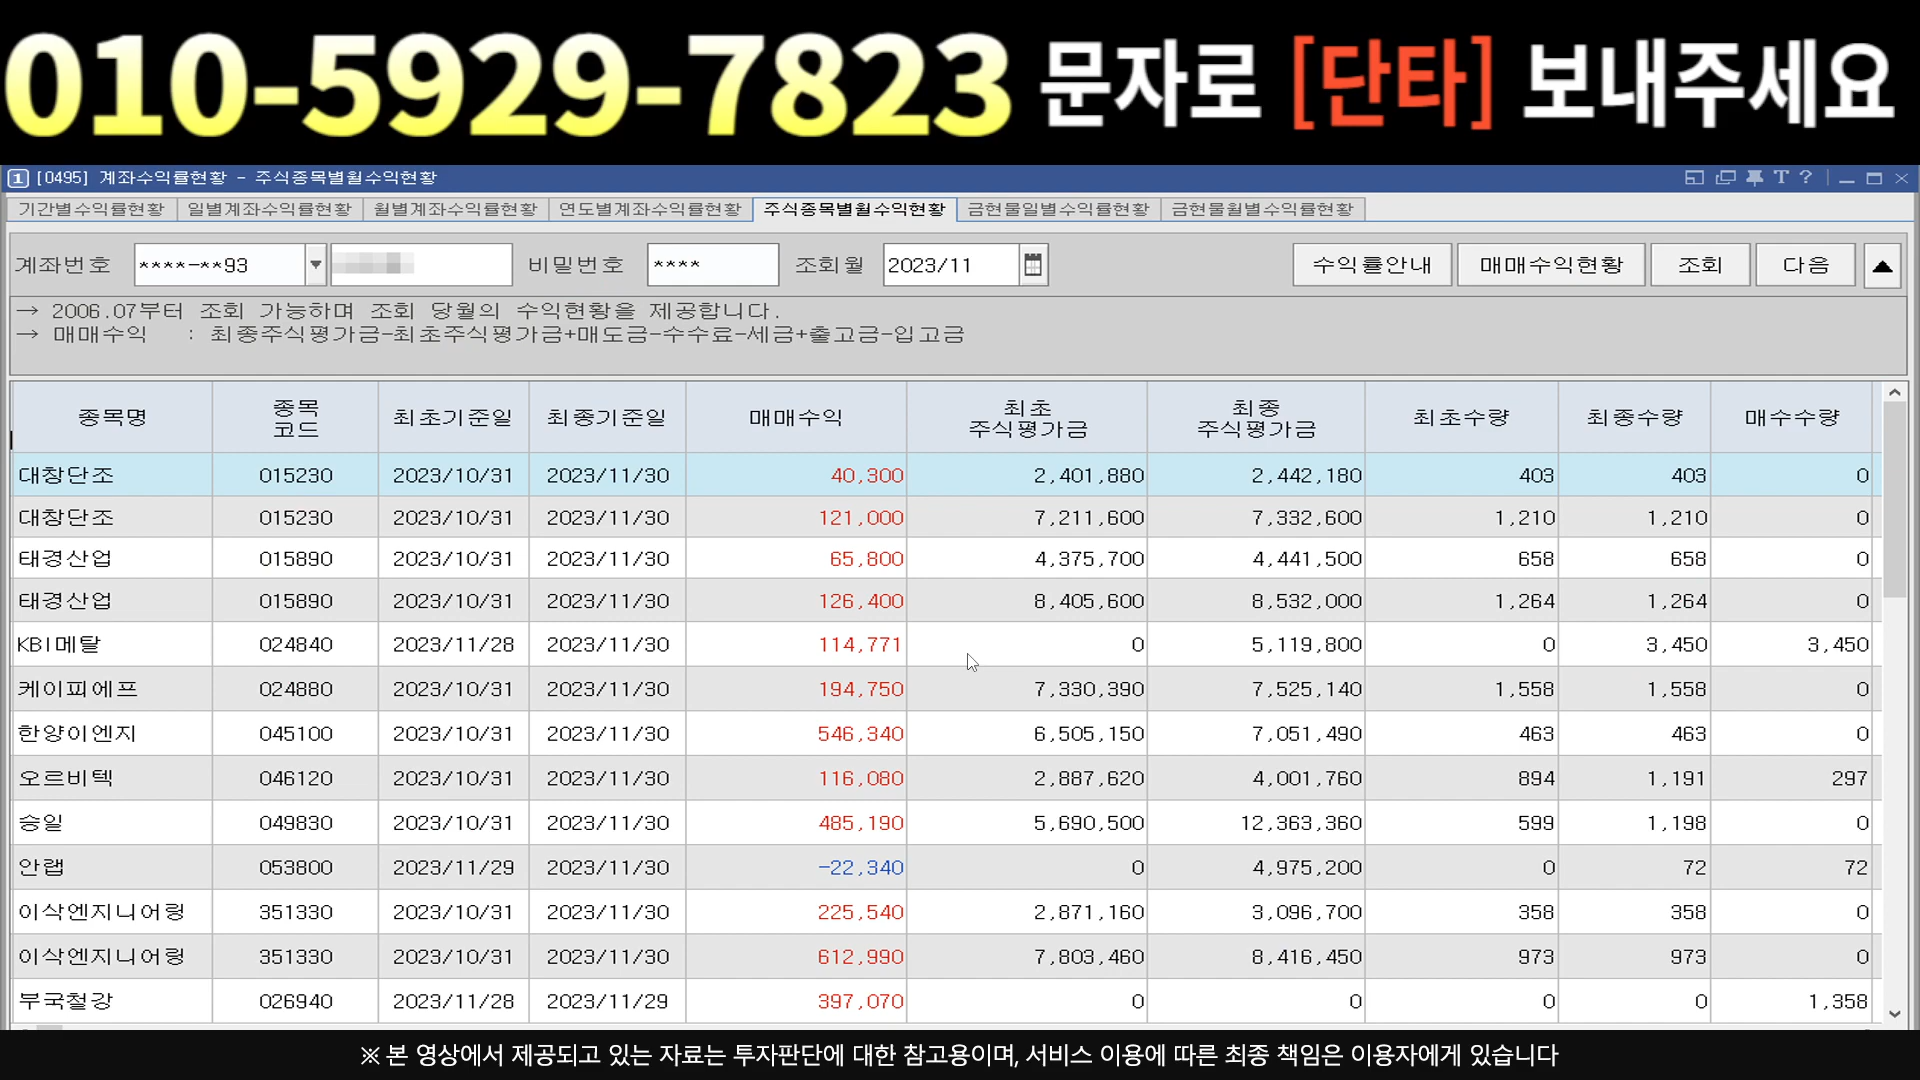 010-5929-7823 문자로 [단타] 보내주세요
1 [0495] 계좌수익률현황 - 주식종목별월수익현황 T ?
기간별수익률현황 일별계좌수익률현황 월별계좌수익률현황 연도별계좌수익률현황 주식종목별월수익현황 금현물일별수익률현황 금현물월별수익률현황
계좌번호 ****-**93 비밀번호 **** 조회월 2023/11 수익률안내 매매수익현황 조회 다음 ▲
→ 2006.07부터 조회 가능하며 조회 당월의 수익현황을 제공합니다.
→ 매매수익 : 최종주식평가금-최초주식평가금+매도금-수수료-세금+출고금-입고금
종목명 종목코드 최초기준일 최종기준일 매매수익 최초주식평가금 최종주식평가금 최초수량 최종수량 매수수량
대창단조 015230 2023/10/31 2023/11/30 40,300 2,401,880 2,442,180 403 403 0
대창단조 015230 2023/10/31 2023/11/30 121,000 7,211,600 7,332,600 1,210 1,210 0
태경산업 015890 2023/10/31 2023/11/30 65,800 4,375,700 4,441,500 658 658 0
태경산업 015890 2023/10/31 2023/11/30 126,400 8,405,600 8,532,000 1,264 1,264 0
KBI메탈 024840 2023/11/28 2023/11/30 114,771 0 5,119,800 0 3,450 3,450
케이피에프 024880 2023/10/31 2023/11/30 194,750 7,330,390 7,525,140 1,558 1,558 0
한양이엔지 045100 2023/10/31 2023/11/30 546,340 6,505,150 7,051,490 463 463 0
오르비텍 046120 2023/10/31 2023/11/30 116,080 2,887,620 4,001,760 894 1,191 297
승일 049830 2023/10/31 2023/11/30 485,190 5,690,500 12,363,360 599 1,198 0
안랩 053800 2023/11/29 2023/11/30 -22,340 0 4,975,200 0 72 72
이삭엔지니어링 351330 2023/10/31 2023/11/30 225,540 2,871,160 3,096,700 358 358 0
이삭엔지니어링 351330 2023/10/31 2023/11/30 612,990 7,803,460 8,416,450 973 973 0
부국철강 026940 2023/11/28 2023/11/29 397,070 0 0 0 0 1,358
※ 본 영상에서 제공되고 있는 자료는 투자판단에 대한 참고용이며, 서비스 이용에 따른 최종 책임은 이용자에게 있습니다